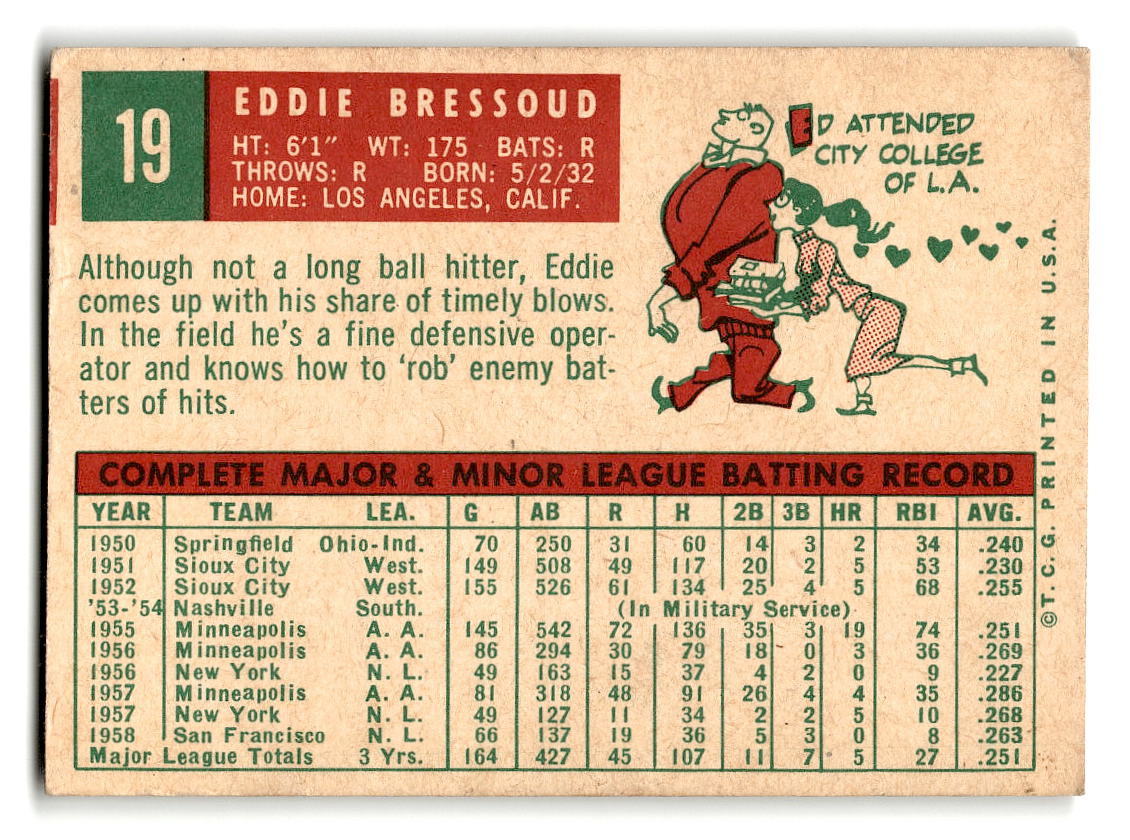 19
EDDIE BRESSOUD
HT: 6'1" WT: 175 BATS: R
THROWS: R BORN: 5/2/32
HOME: LOS ANGELES, CALIF.
ED ATTENDED
CITY COLLEGE
OF L.A.
Although not a long ball hitter, Eddie
comes up with his share of timely blows.
In the field he's a fine defensive oper-
ator and knows how to 'rob' enemy bat-
ters of hits.
COMPLETE MAJOR & MINOR LEAGUE BATTING RECORD
YEAR TEAM LEA. G AB R H 2B 3B HR RBI AVG.
1950 Springfield Ohio-Ind. 70 250 31 60 14 3 2 34 .240
1951 Sioux City West. 149 508 49 117 20 2 5 53 .230
1952 Sioux City West. 155 526 61 134 25 4 5 68 .255
'53-'54 Nashville South. (In Military Service)
1955 Minneapolis A. A. 145 542 72 136 35 3 19 74 .251
1956 Minneapolis A. A. 86 294 30 79 18 0 3 36 .269
1956 New York N. L. 49 163 15 37 4 2 0 9 .227
1957 Minneapolis A. A. 81 318 48 91 26 4 4 35 .286
1957 New York N. L. 49 127 11 34 2 2 5 10 .268
1958 San Francisco N. L. 66 137 19 36 5 3 0 8 .263
Major League Totals 3 Yrs. 164 427 45 107 11 7 5 27 .251
©T. C. G. PRINTED IN U.S.A.